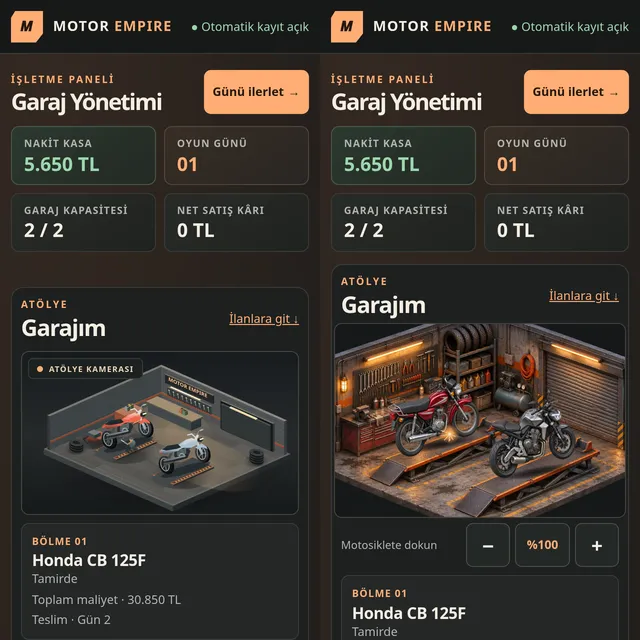 M MOTOR EMPIRE ● Otomatik kayıt açık
İŞLETME PANELİ
Garaj Yönetimi
Günü ilerlet →
NAKİT KASA
5.650 TL
OYUN GÜNÜ
01
GARAJ KAPASİTESİ
2 / 2
NET SATIŞ KÂRI
0 TL
ATÖLYE
Garajım
İlanlara git ↓
● ATÖLYE KAMERASI
MOTOR EMPIRE
BÖLME 01
Honda CB 125F
Tamirde
Toplam maliyet · 30.850 TL
Teslim · Gün 2
M MOTOR EMPIRE ● Otomatik kayıt açık
İŞLETME PANELİ
Garaj Yönetimi
Günü ilerlet →
NAKİT KASA
5.650 TL
OYUN GÜNÜ
01
GARAJ KAPASİTESİ
2 / 2
NET SATIŞ KÂRI
0 TL
ATÖLYE
Garajım
İlanlara git ↓
Motosiklete dokun
−
%100
+
BÖLME 01
Honda CB 125F
Tamirde